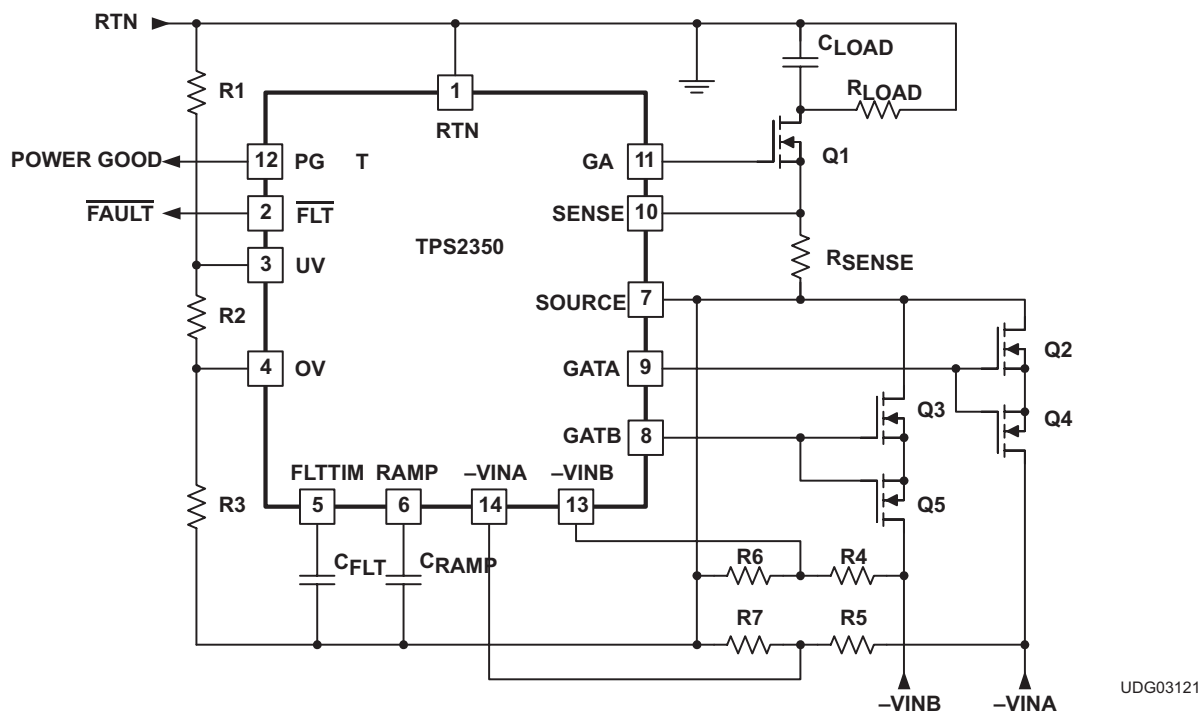 RTN
CLOAD
R1
RLOAD
1
RTN
POWER GOOD
12
PG T
GA
11
Q1
FAULT
2
FLT
SENSE
10
TPS2350
RSENSE
3
UV
SOURCE
7
R2
Q2
4
OV
GATA
9
Q3
Q4
GATB
8
FLTTIM
RAMP
–VINA
–VINB
R3
5
6
14
13
Q5
CFLT
CRAMP
R6
R4
R7
R5
–VINB
–VINA
UDG03121